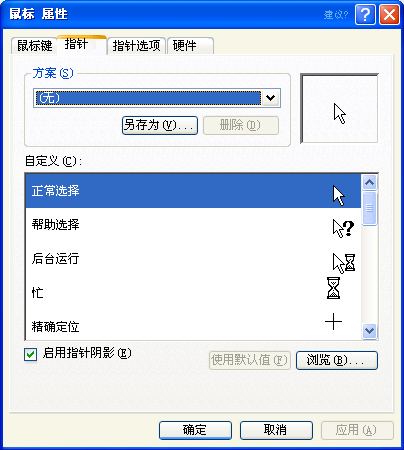 鼠标 属性
建议?
鼠标键 指针 指针选项 硬件
方案(S)
(无)
另存为(V)... 删除(D)
自定义(C):
正常选择
帮助选择
后台运行
忙
精确定位
启用指针阴影(E)
使用默认值(F) 浏览(B)...
确定 取消 应用(A)